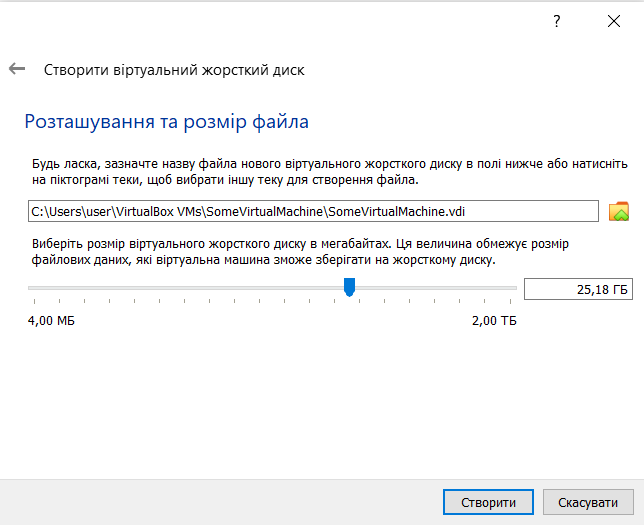 ?
Створити віртуальний жорсткий диск
Розташування та розмір файла
Будь ласка, зазначте назву файла нового віртуального жорсткого диску в полі нижче або натисніть
на піктограмі теки, щоб вибрати іншу теку для створення файла.
C:\Users\user\VirtualBox VMs\SomeVirtualMachine\SomeVirtualMachine.vdi
Виберіть розмір віртуального жорсткого диску в мегабайтах. Ця величина обмежує розмір
файлових даних, які віртуальна машина зможе зберігати на жорсткому диску.
25,18 ГБ
4,00 МБ 2,00 ТБ
Створити Скасувати